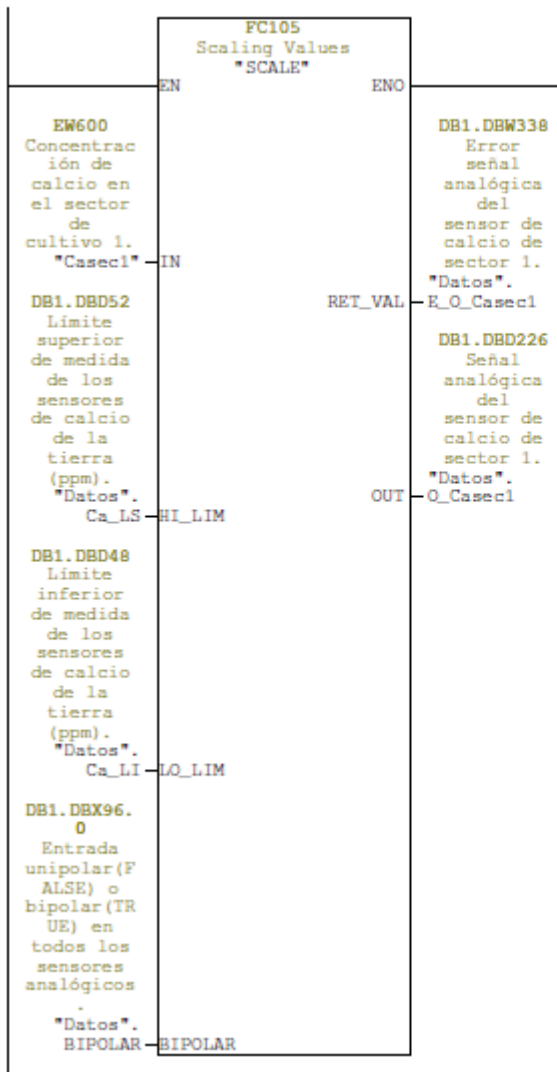 FC105
Scaling Values
"SCALE"
EN
ENO
EW600
Concentrac
ión de
calcio en
el sector
de
cultivo 1.
"Casec1"
IN
DB1.DBD52
Límite
superior
de medida
de los
sensores
de calcio
de la
tierra
(ppm).
"Datos".
Ca_LS
HI_LIM
DB1.DBD48
Límite
inferior
de medida
de los
sensores
de calcio
de la
tierra
(ppm).
"Datos".
Ca_LI
LO_LIM
DB1.DBX96.
0
Entrada
unipolar(F
ALSE) o
bipolar(TR
UE) en
todos los
sensores
analógicos
.
"Datos".
BIPOLAR
BIPOLAR
DB1.DBW338
Error
señal
analógica
del
sensor de
calcio de
sector 1.
"Datos".
RET_VAL
E_O_Casec1
DB1.DBD226
Señal
analógica
del
sensor de
calcio de
sector 1.
"Datos".
OUT
O_Casec1